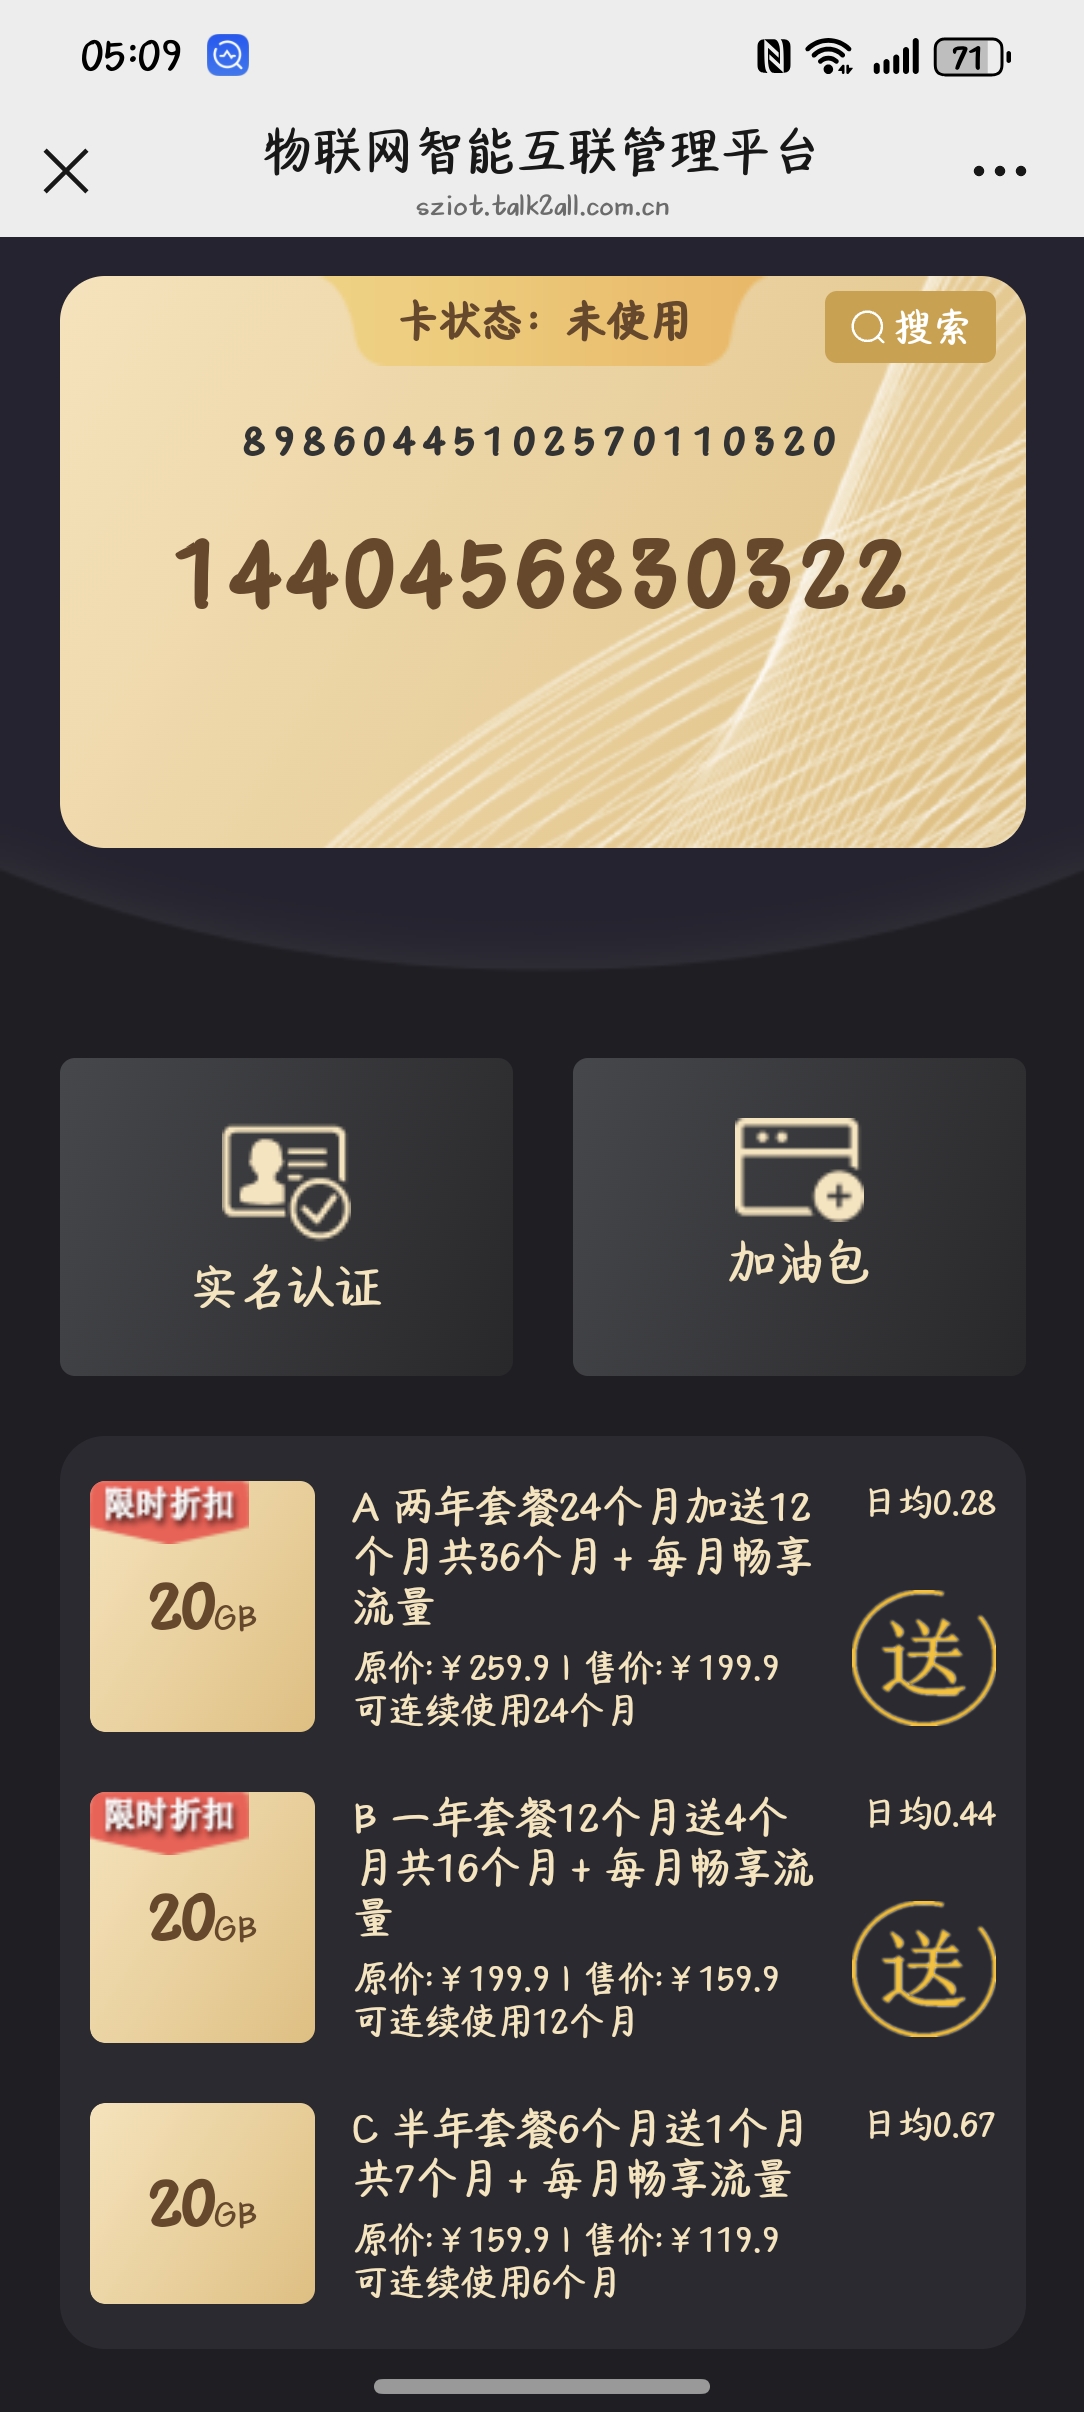 05:09
71
物联网智能互联管理平台
sziot.talk2all.com.cn
卡状态：未使用
搜索
89860445102570110320
1440456830322
实名认证
加油包
限时折扣
20GB
A 两年套餐24个月加送12
个月共36个月＋每月畅享
流量
原价:￥259.9 | 售价:￥199.9
可连续使用24个月
日均0.28
送
限时折扣
20GB
B 一年套餐12个月送4个
月共16个月＋每月畅享流
量
原价:￥199.9 | 售价:￥159.9
可连续使用12个月
日均0.44
送
20GB
C 半年套餐6个月送1个月
共7个月＋每月畅享流量
原价:￥159.9 | 售价:￥119.9
可连续使用6个月
日均0.67